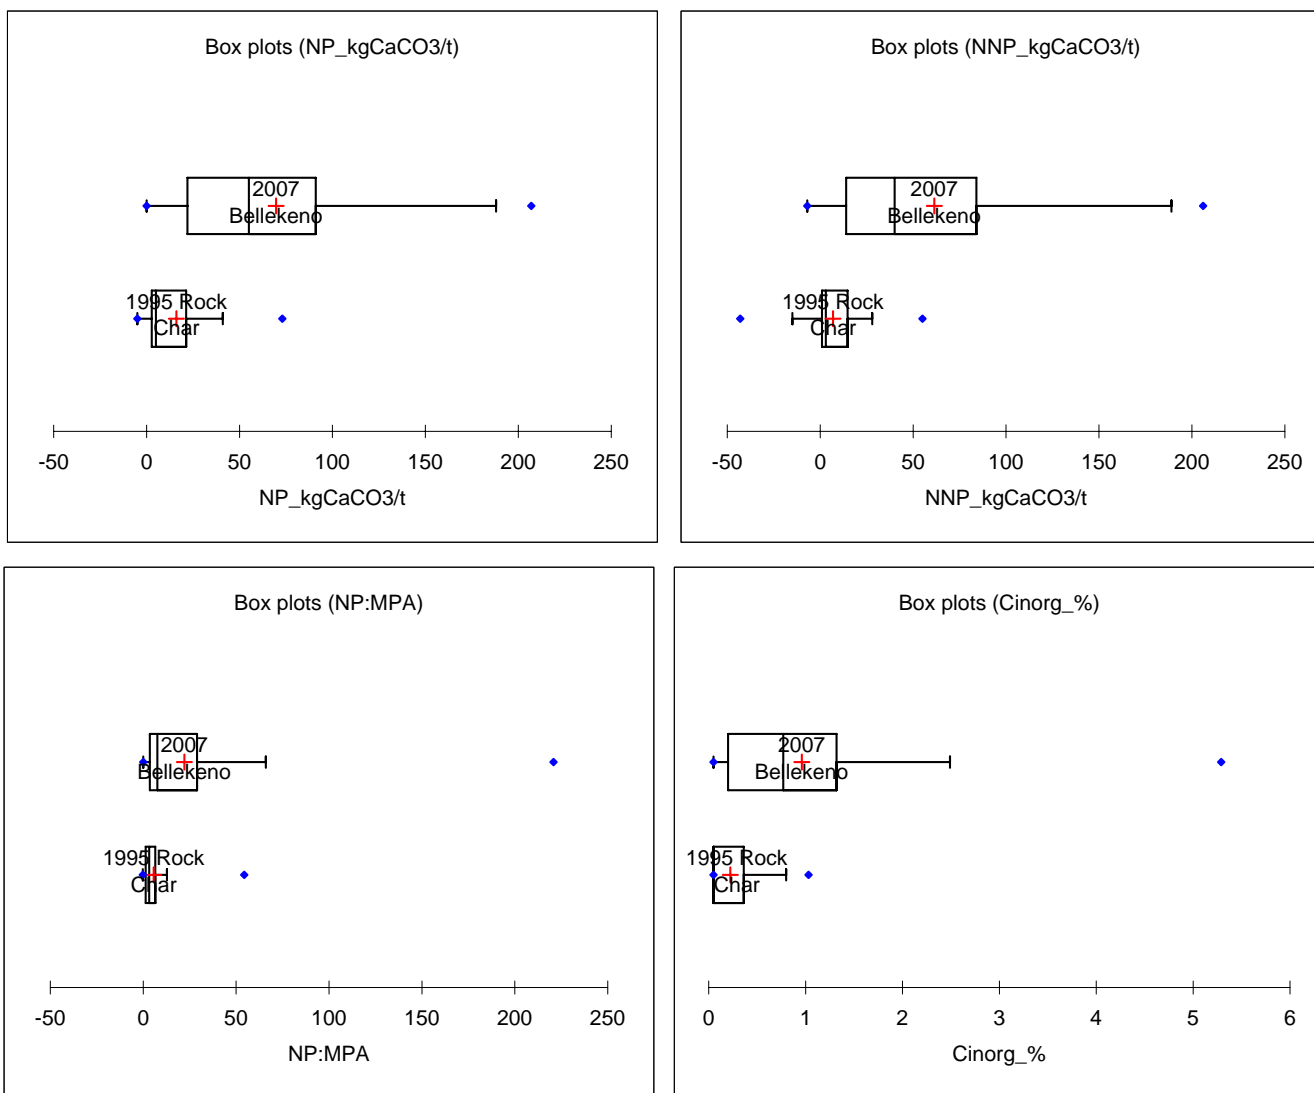 Box plots (NP_kgCaCO3/t)
2007
Bellekeno
1995 Rock
Char
-50 0 50 100 150 200 250
NP_kgCaCO3/t
Box plots (NNP_kgCaCO3/t)
2007
Bellekeno
1995 Rock
Char
-50 0 50 100 150 200 250
NNP_kgCaCO3/t
Box plots (NP:MPA)
2007
Bellekeno
1995 Rock
Char
-50 0 50 100 150 200 250
NP:MPA
Box plots (Cinorg_%)
2007
Bellekeno
1995 Rock
Char
0 1 2 3 4 5 6
Cinorg_%